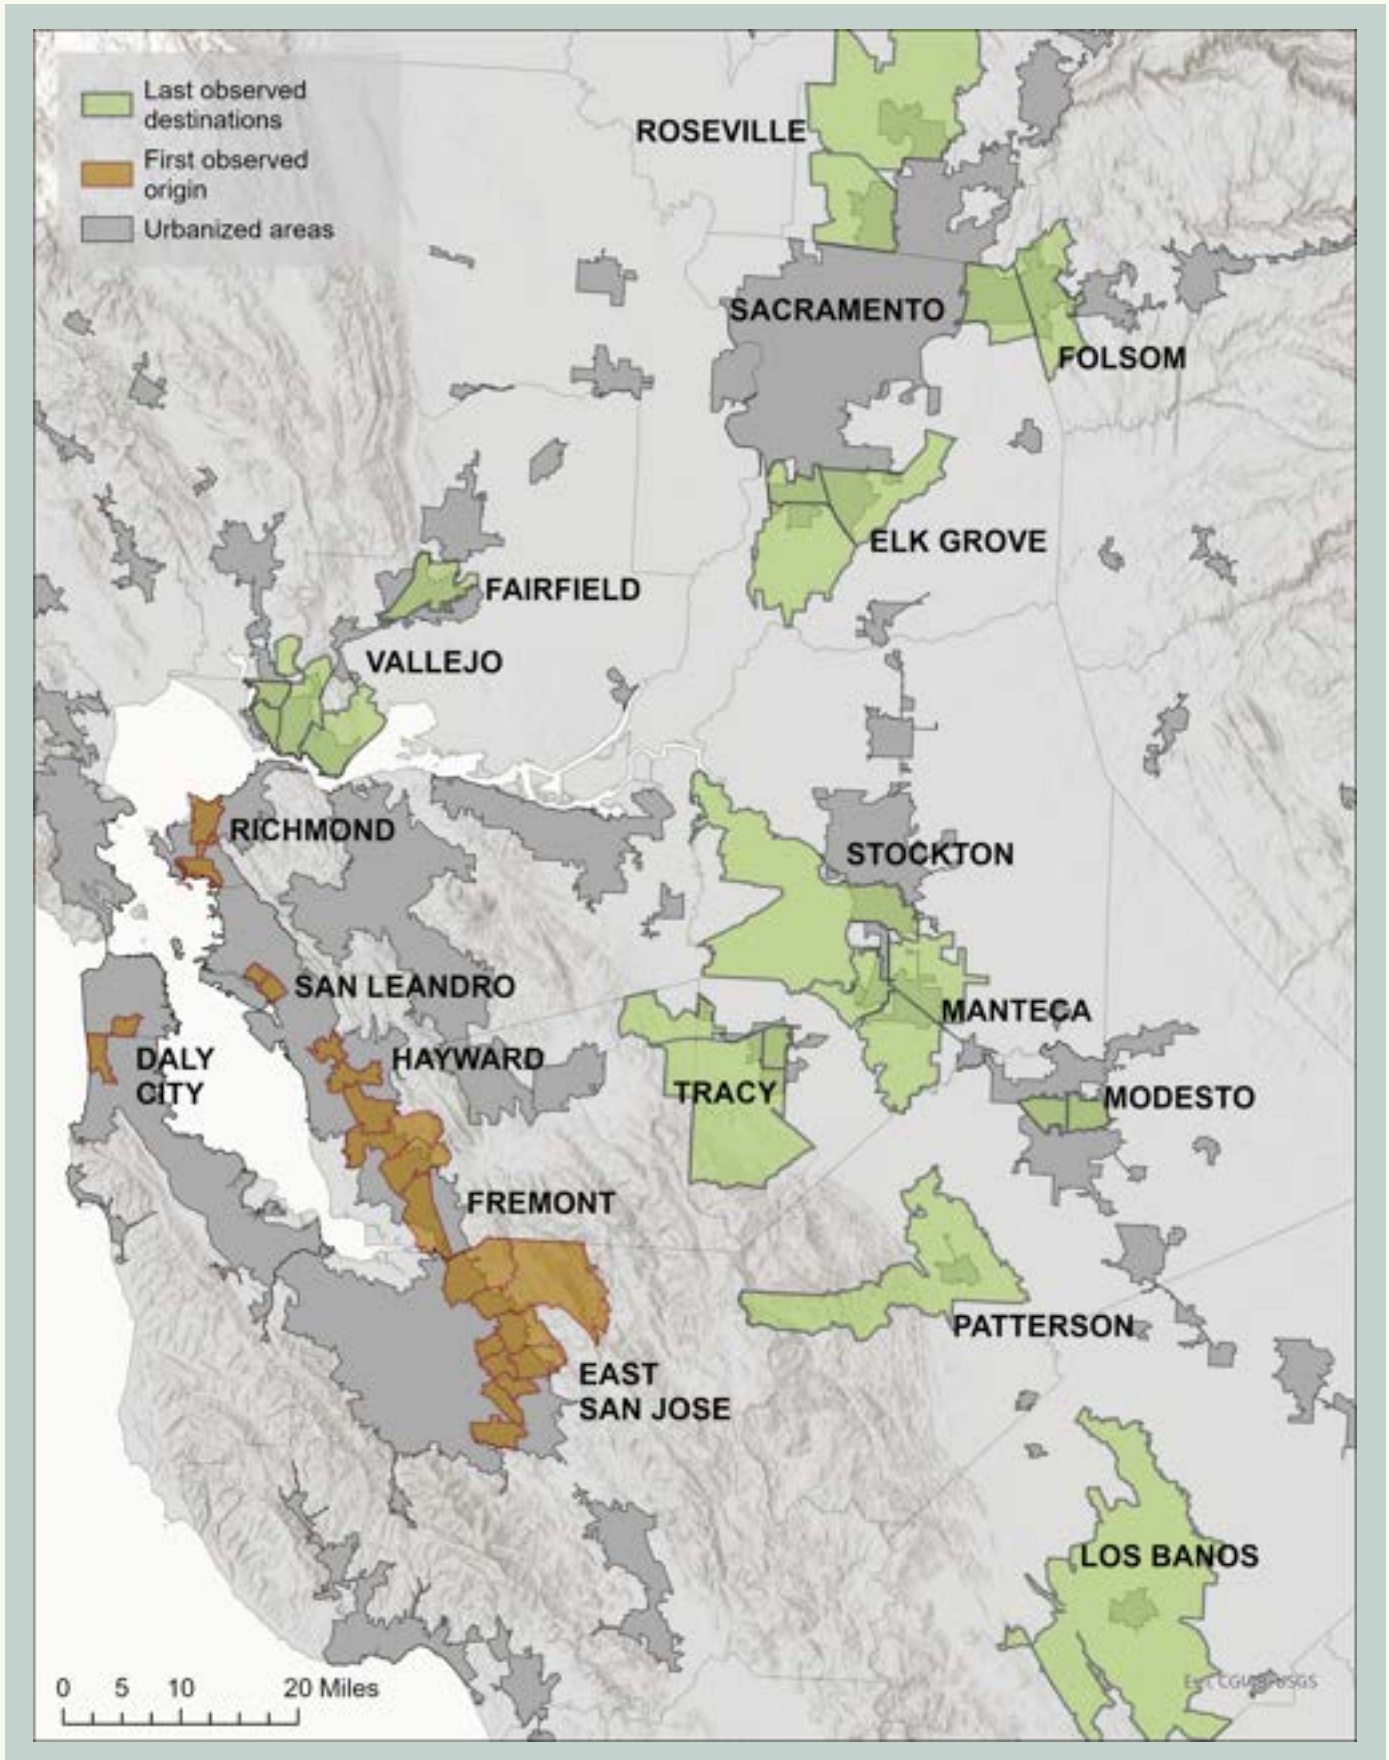 Last observed
destinations
First observed
origin
Urbanized areas
ROSEVILLE
SACRAMENTO
FOLSOM
ELK GROVE
FAIRFIELD
VALLEJO
RICHMOND
STOCKTON
SAN LEANDRO
MANTECA
DALY
CITY
HAYWARD
TRACY
MODESTO
FREMONT
PATTERSON
EAST
SAN JOSE
LOS BANOS
0 5 10 20 Miles
USGS